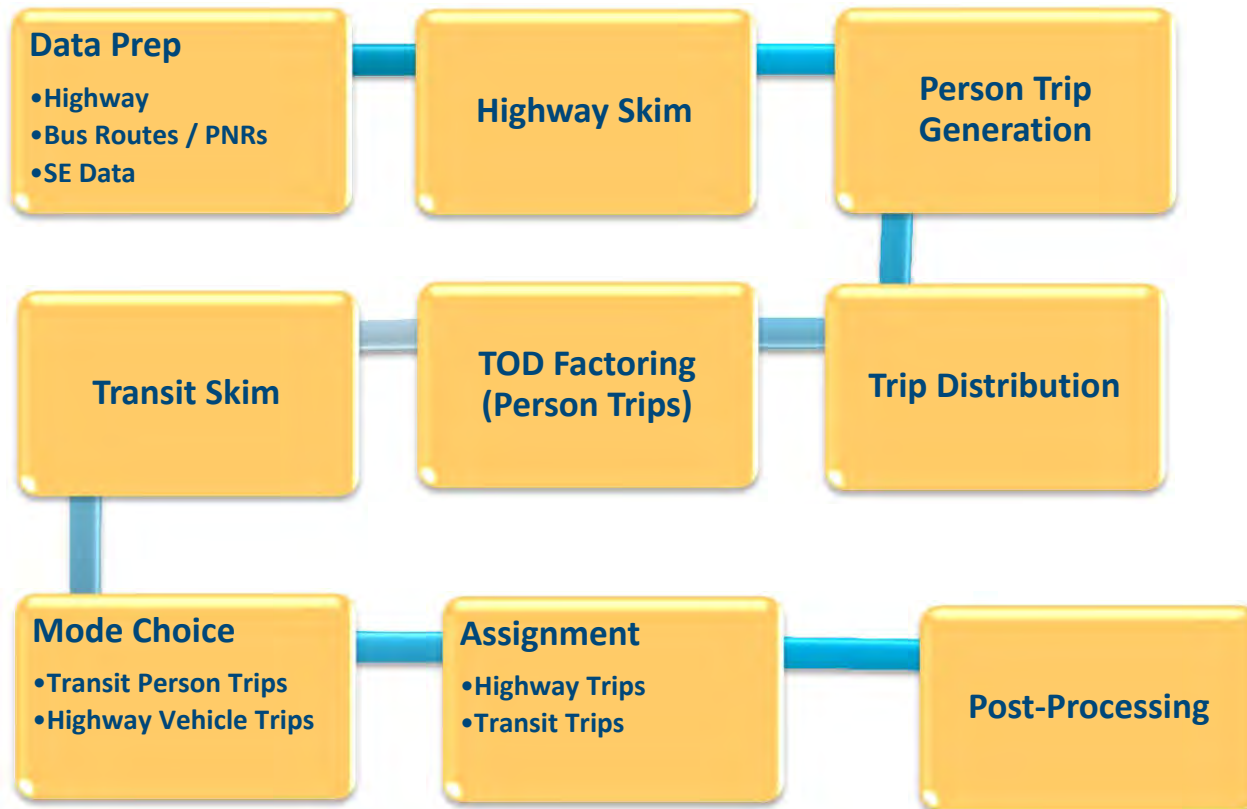 Data Prep
•Highway
•Bus Routes / PNRs
•SE Data
Highway Skim
Person Trip
Generation
Transit Skim
TOD Factoring
(Person Trips)
Trip Distribution
Mode Choice
•Transit Person Trips
•Highway Vehicle Trips
Assignment
•Highway Trips
•Transit Trips
Post-Processing